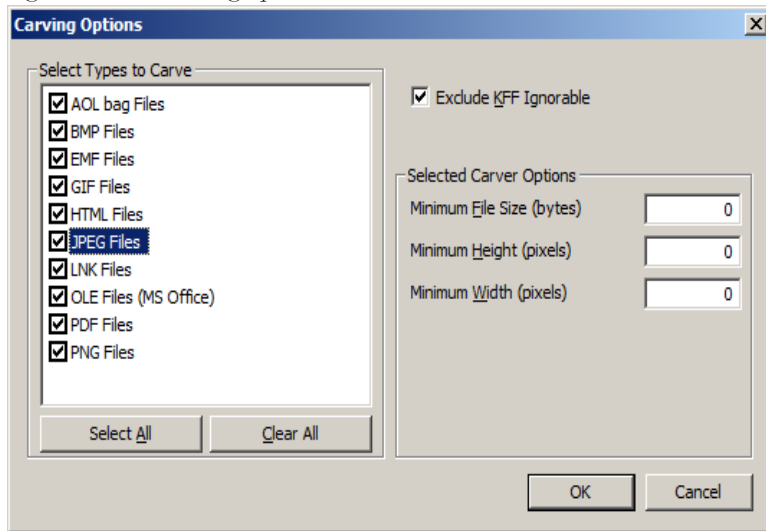 Carving Options
Select Types to Carve
AOL bag Files
BMP Files
EMF Files
GIF Files
HTML Files
JPEG Files
LNK Files
OLE Files (MS Office)
PDF Files
PNG Files
Select All
Clear All
Exclude KFF Ignorable
Selected Carver Options
Minimum File Size (bytes) 0
Minimum Height (pixels) 0
Minimum Width (pixels) 0
OK
Cancel